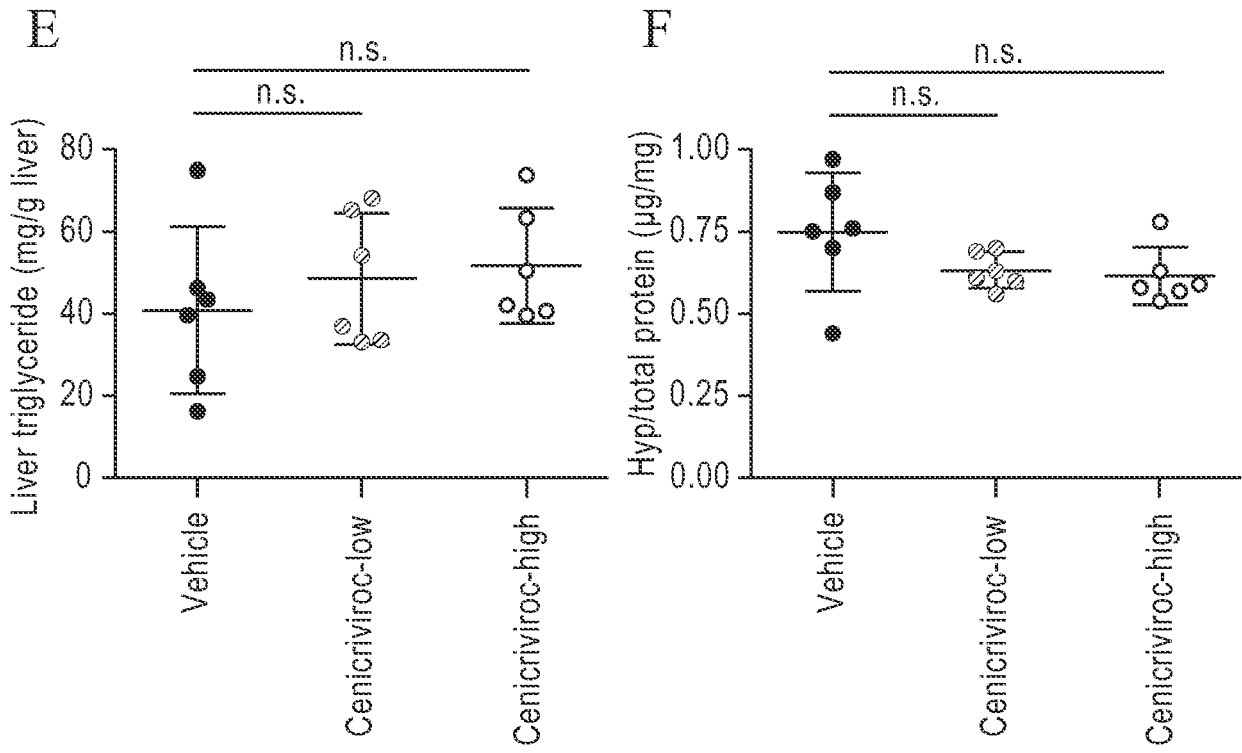 E
n.s.
n.s.
Liver triglyceride (mg/g liver)
80
60
40
20
0
Vehicle
Cenicriviroc-low
Cenicriviroc-high
F
n.s.
n.s.
Hyp/total protein (µg/mg)
1.00
0.75
0.50
0.25
0.00
Vehicle
Cenicriviroc-low
Cenicriviroc-high